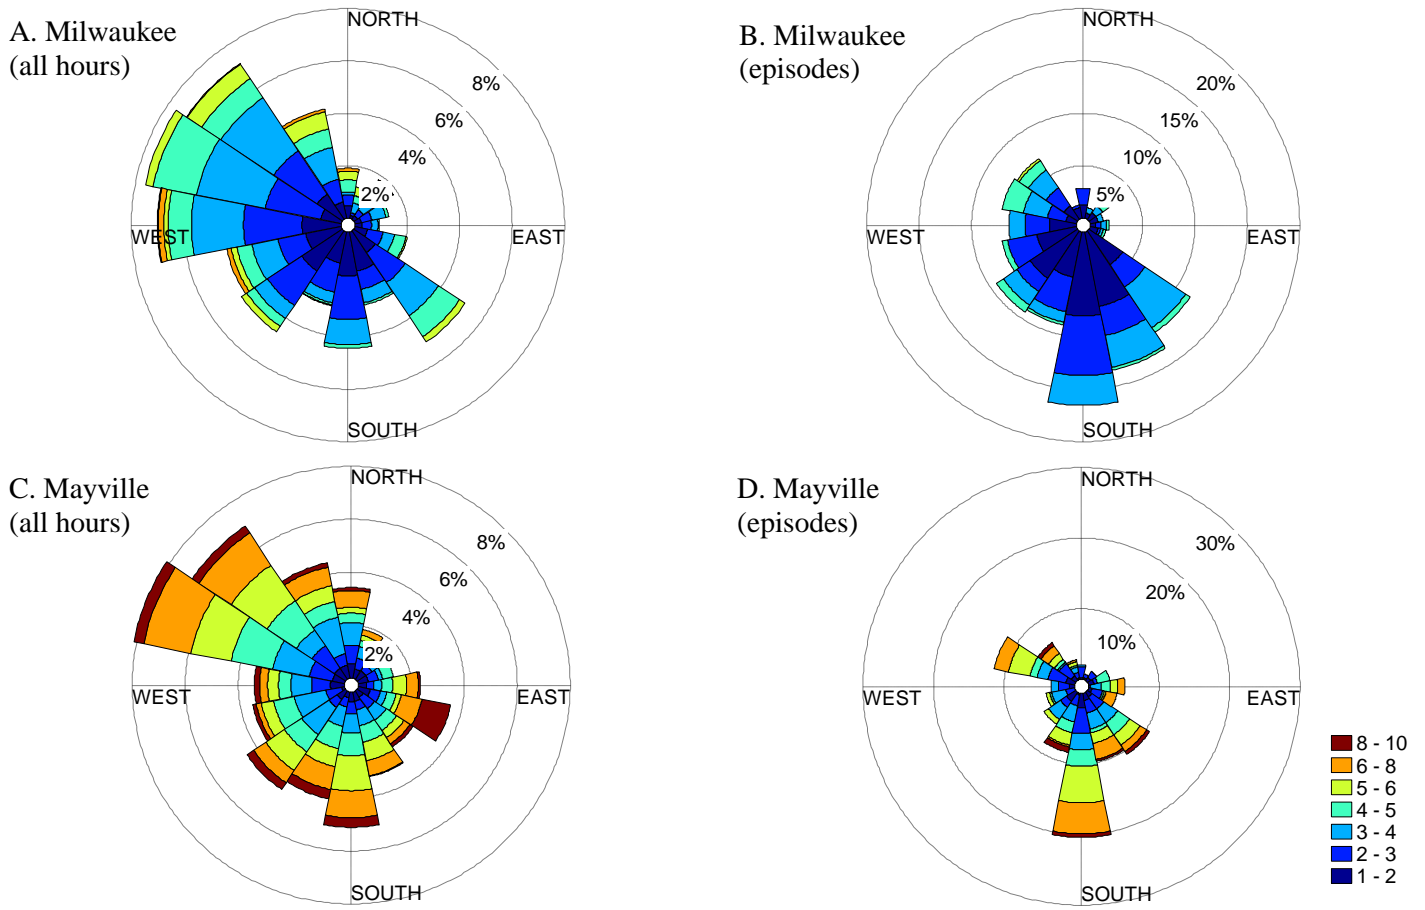 A. Milwaukee
(all hours)
NORTH
8%
6%
4%
2%
WEST
EAST
SOUTH
B. Milwaukee
(episodes)
NORTH
20%
15%
10%
5%
WEST
EAST
SOUTH
C. Mayville
(all hours)
NORTH
8%
6%
4%
2%
WEST
EAST
SOUTH
D. Mayville
(episodes)
NORTH
30%
20%
10%
WEST
EAST
SOUTH
8 - 10
6 - 8
5 - 6
4 - 5
3 - 4
2 - 3
1 - 2